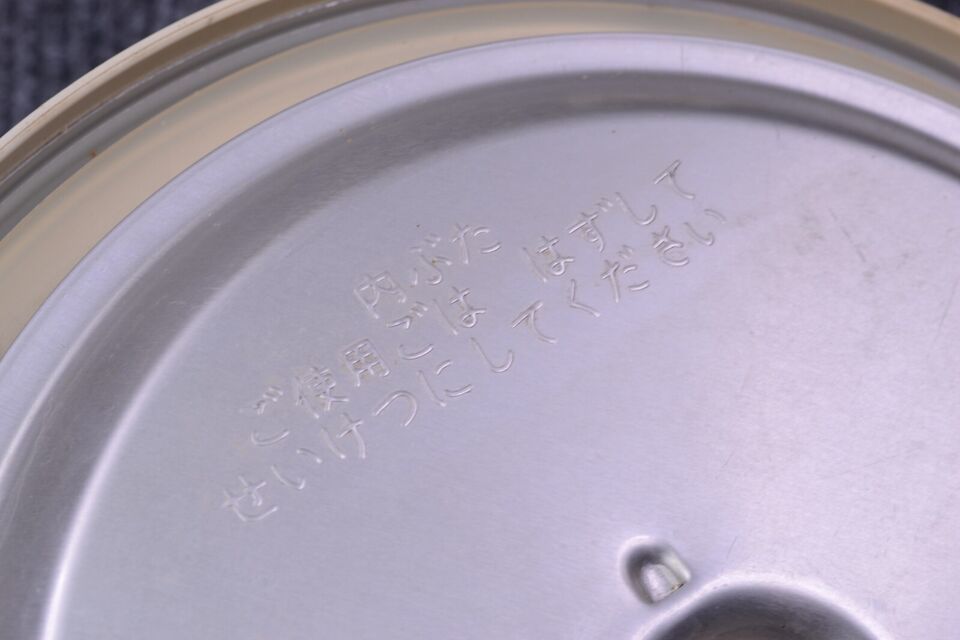 内ぶた
ご使用ごは はずして
せいけつにしてください